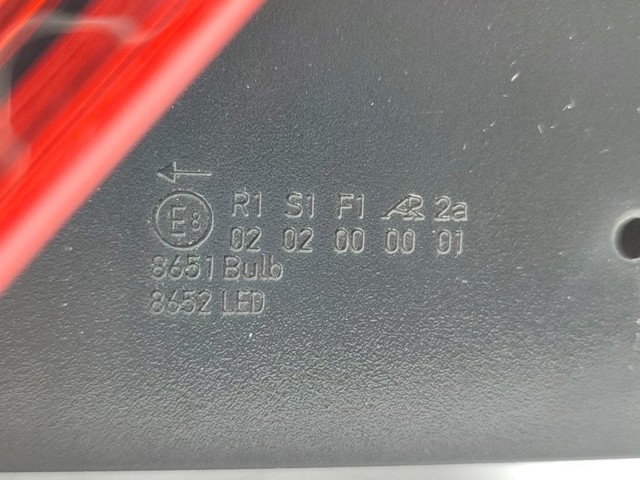 R1 S1 F1 AR 2a
E8 02 02 00 00 01
8651 Bulb
8652 LED